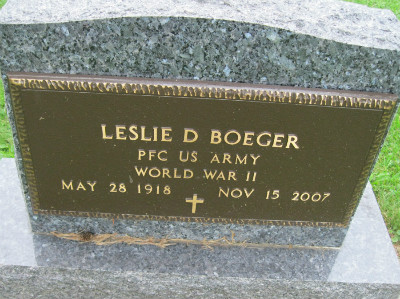 LESLIE D BOEGER
PFC US ARMY
WORLD WAR II
MAY 28 1918 NOV 15 2007